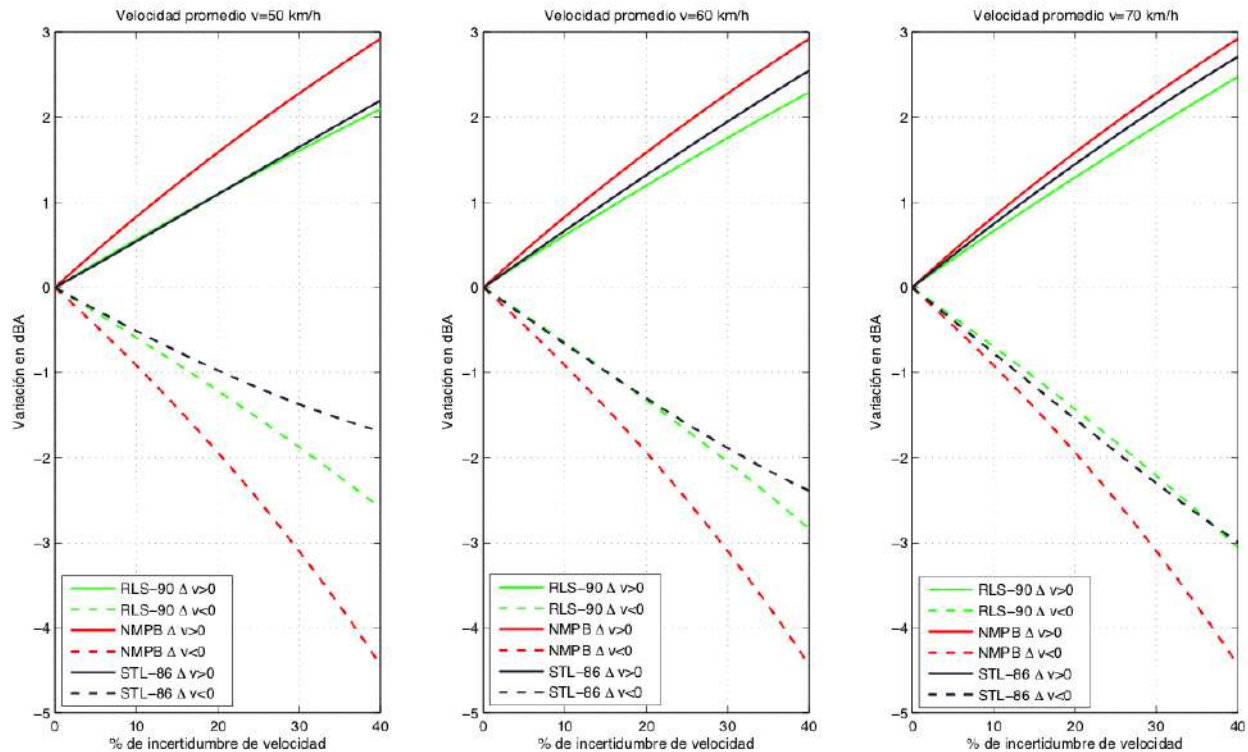 Velocidad promedio v=50 km/h
3
2
1
0
−1
−2
−3
−4
−5
Variación en dBA
RLS−90 Δ v>0
RLS−90 Δ v<0
NMPB Δ v>0
NMPB Δ v<0
STL−86 Δ v>0
STL−86 Δ v<0
0 10 20 30 40
% de incertidumbre de velocidad
Velocidad promedio v=60 km/h
3
2
1
0
−1
−2
−3
−4
−5
Variación en dBA
RLS−90 Δ v>0
RLS−90 Δ v<0
NMPB Δ v>0
NMPB Δ v<0
STL−86 Δ v>0
STL−86 Δ v<0
0 10 20 30 40
% de incertidumbre de velocidad
Velocidad promedio v=70 km/h
3
2
1
0
−1
−2
−3
−4
−5
Variación en dBA
RLS−90 Δ v>0
RLS−90 Δ v<0
NMPB Δ v>0
NMPB Δ v<0
STL−86 Δ v>0
STL−86 Δ v<0
0 10 20 30 40
% de incertidumbre de velocidad